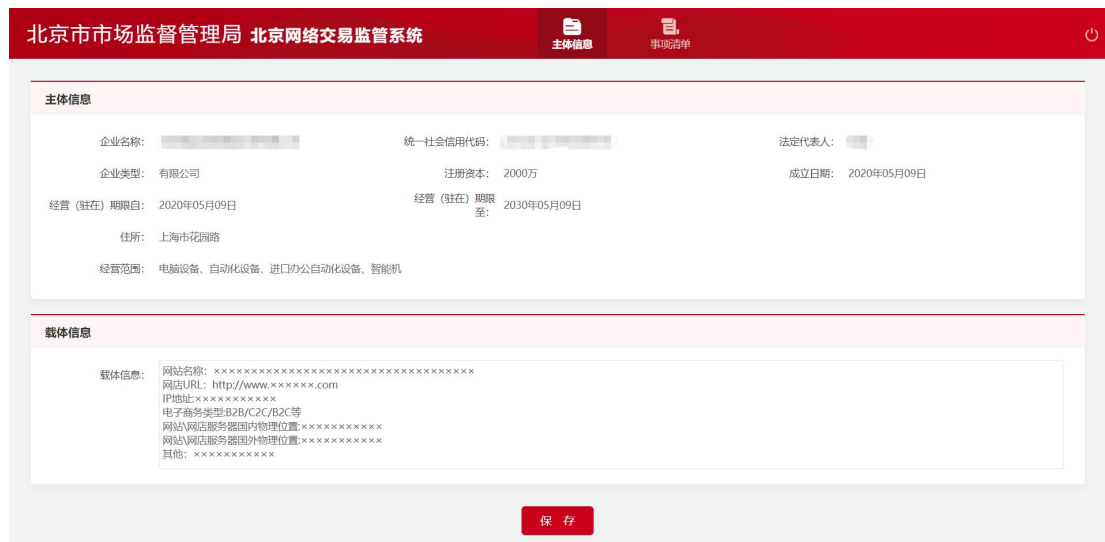 北京市市场监督管理局 北京网络交易监管系统
主体信息
事项清单
主体信息
企业名称:
统一社会信用代码:
法定代表人:
企业类型: 有限公司
注册资本: 2000万
成立日期: 2020年05月09日
经营（驻在）期限自: 2020年05月09日
经营（驻在）期限
至: 2030年05月09日
住所: 上海市花园路
经营范围: 电脑设备、自动化设备、进口办公自动化设备、智能机
载体信息
载体信息:
网站名称: ×××××××××××××××××××××××××××××××××××
网店URL: http://www.××××××.com
IP地址:×××××××××××
电子商务类型:B2B/C2C/B2C等
网站\网店服务器国内物理位置:×××××××××××
网站\网店服务器国外物理位置:×××××××××××
其他: ×××××××××××
保 存